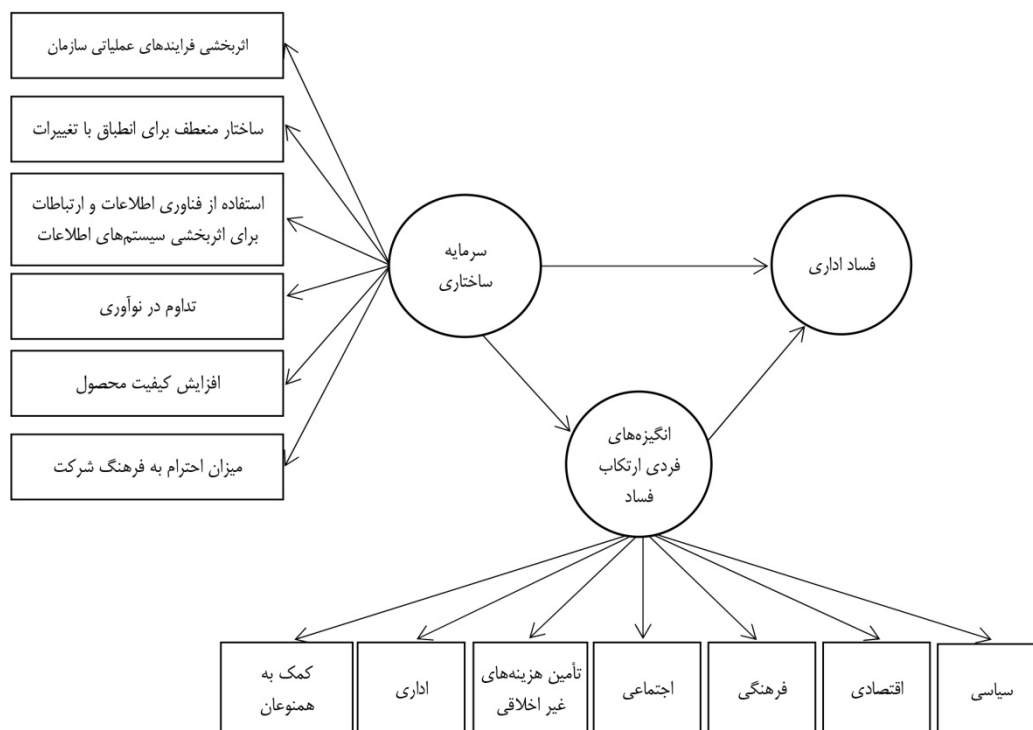 اثربخشی فرایندهای عملیاتی سازمان
ساختار منعطف برای انطباق با تغییرات
استفاده از فناوری اطلاعات و ارتباطات
برای اثربخشی سیستم‌های اطلاعات
تداوم در نوآوری
افزایش کیفیت محصول
میزان احترام به فرهنگ شرکت
سرمایه
ساختاری
فساد اداری
انگیزه‌های
فردی ارتکاب
فساد
سیاسی
اقتصادی
فرهنگی
اجتماعی
تأمین هزینه‌های
غیر اخلاقی
اداری
کمک به
همنوعان